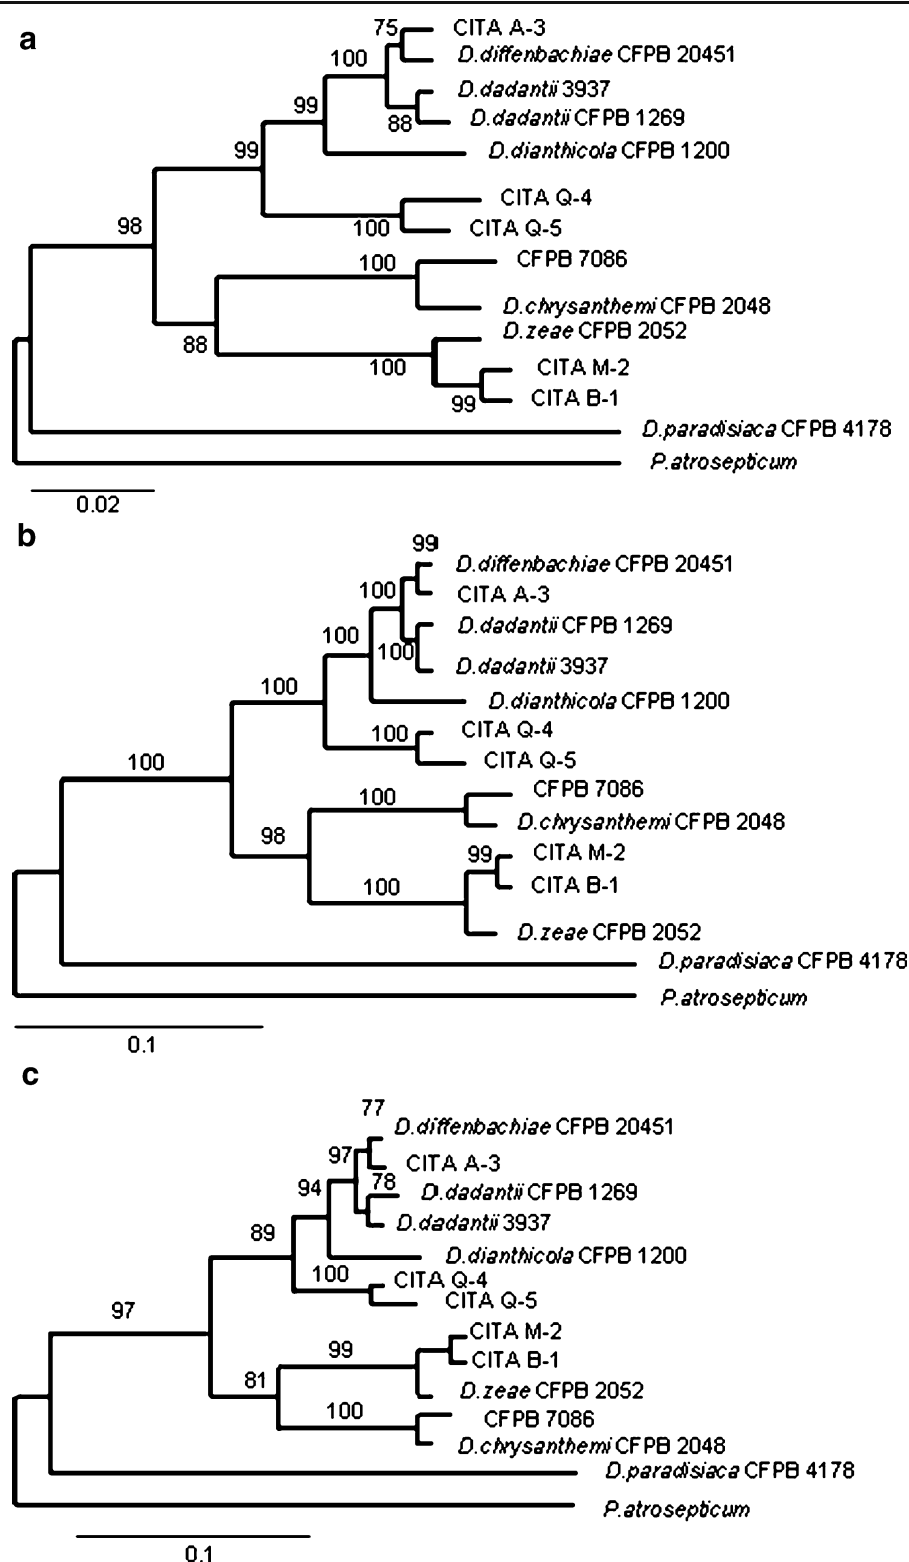 a
75 CITA A-3
D.diffenbachiae CFPB 20451
100
D.dadantii 3937
99
88 D.dadantii CFPB 1269
99
D.dianthicola CFPB 1200
CITA Q-4
98
100 CITA Q-5
100 CFPB 7086
D.chrysanthemi CFPB 2048
D.zeae CFPB 2052
88
100 CITA M-2
99 CITA B-1
D.paradisiaca CFPB 4178
P.atrosepticum
0.02
b
99
D.diffenbachiae CFPB 20451
100 CITA A-3
D.dadantii CFPB 1269
100
100 D.dadantii 3937
100
D.dianthicola CFPB 1200
100 CITA Q-4
100 CITA Q-5
100 CFPB 7086
D.chrysanthemi CFPB 2048
98
99 CITA M-2
100 CITA B-1
D.zeae CFPB 2052
D.paradisiaca CFPB 4178
P.atrosepticum
0.1
c
77
D.diffenbachiae CFPB 20451
97 CITA A-3
78
94 D.dadantii CFPB 1269
D.dadantii 3937
89
D.dianthicola CFPB 1200
100 CITA Q-4
CITA Q-5
97
CITA M-2
99 CITA B-1
81 D.zeae CFPB 2052
100 CFPB 7086
D.chrysanthemi CFPB 2048
D.paradisiaca CFPB 4178
P.atrosepticum
0.1